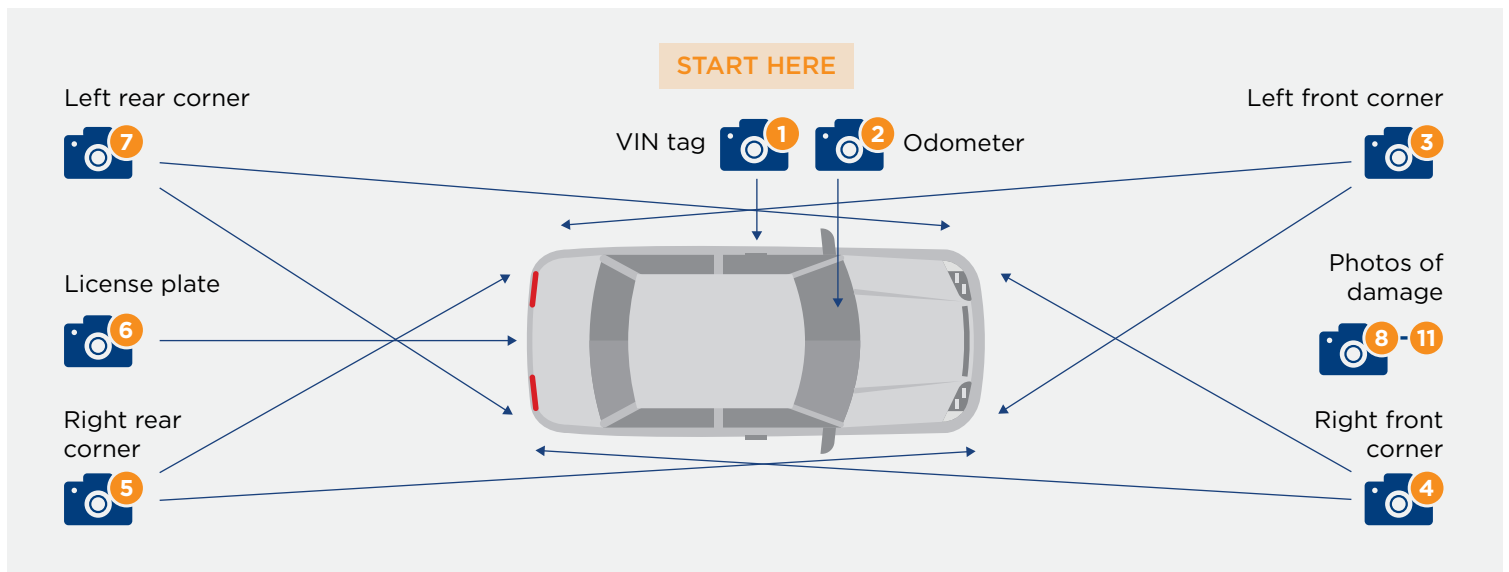 START HERE
Left rear corner
7
VIN tag
1
2
Odometer
Left front corner
3
License plate
6
Photos of
damage
8-11
Right rear
corner
5
Right front
corner
4